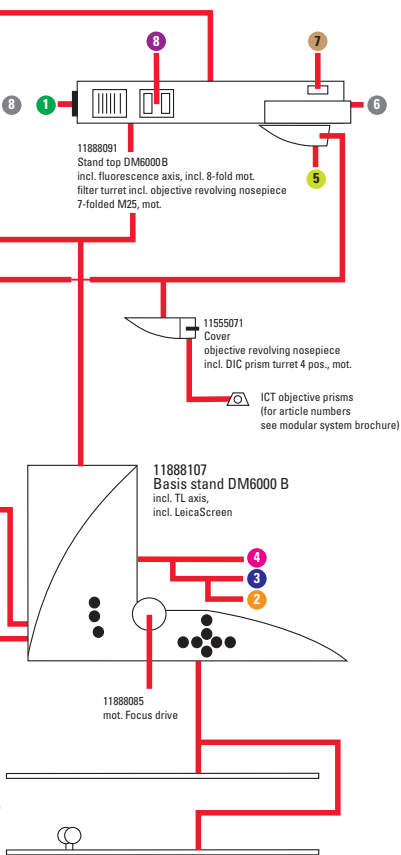 8
7
8
1
6
11888091
Stand top DM6000B
incl. fluorescence axis, incl. 8-fold mot.
filter turret incl. objective revolving nosepiece
7-folded M25, mot.
5
11555071
Cover
objective revolving nosepiece
incl. DIC prism turret 4 pos., mot.
ICT objective prisms
(for article numbers
see modular system brochure)
11888107
Basis stand DM6000 B
incl. TL axis,
incl. LeicaScreen
4
3
2
11888085
mot. Focus drive